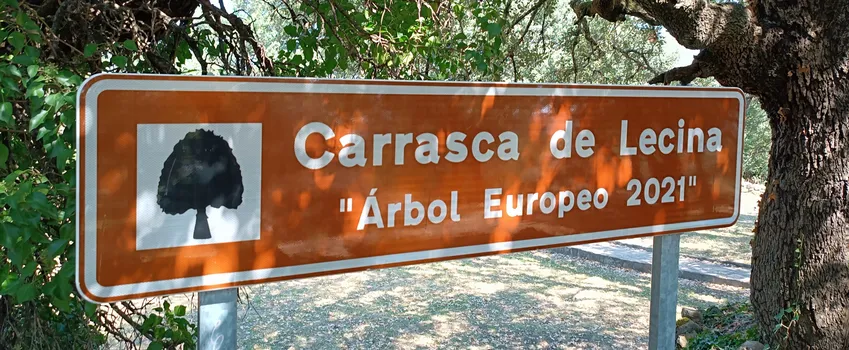 Carrasca de Lecina
"Árbol Europeo 2021"